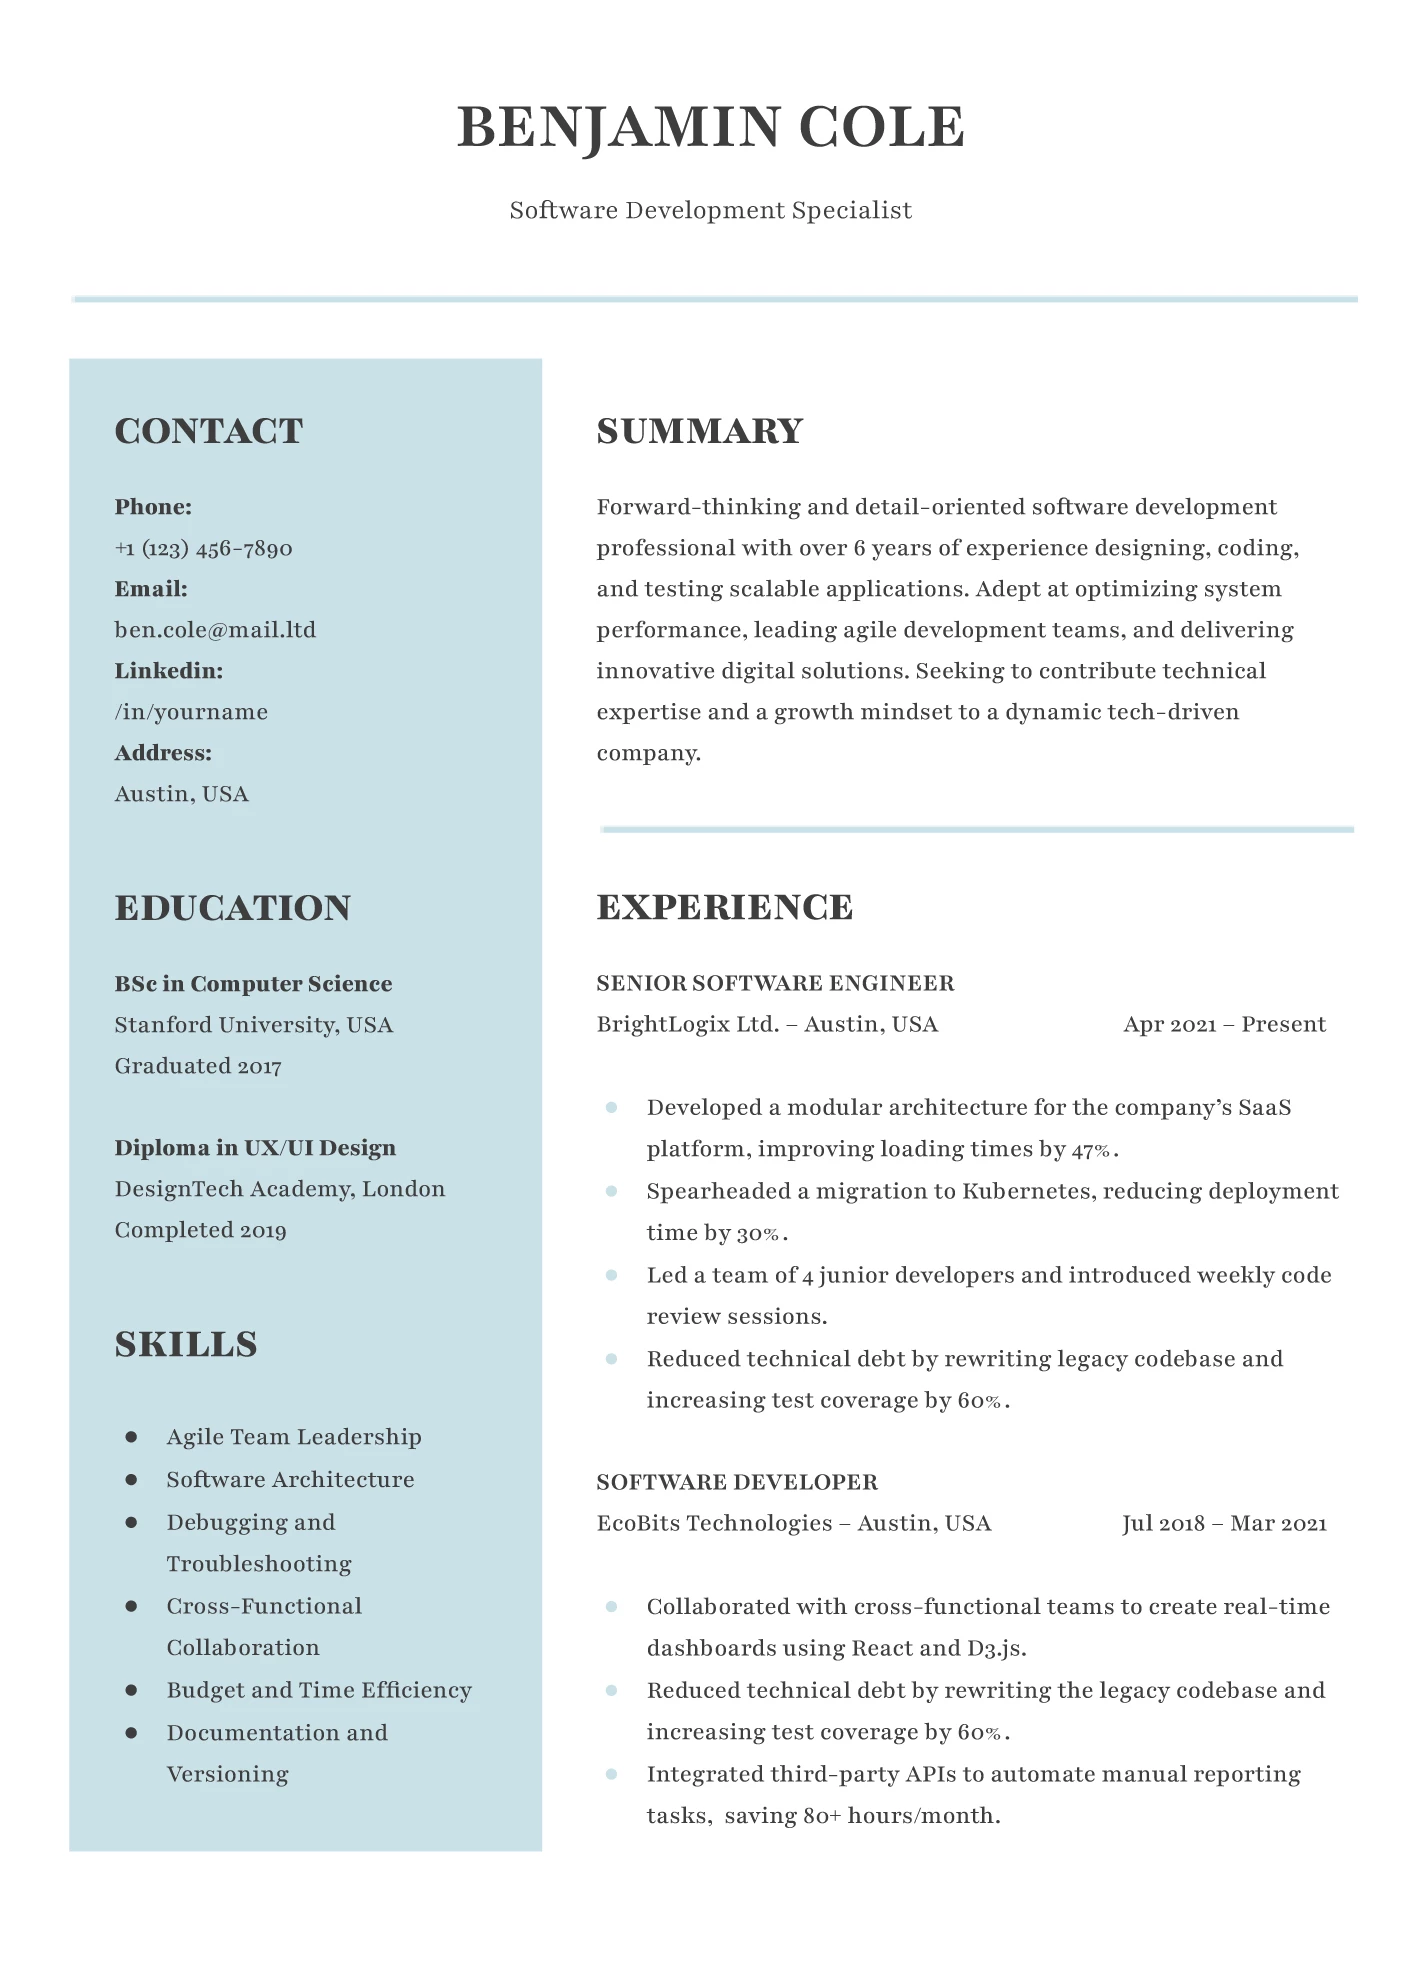 BENJAMIN COLE
Software Development Specialist
CONTACT
Phone:
+1 (123) 456-7890
Email:
ben.cole@mail.ltd
Linkedin:
/in/yourname
Address:
Austin, USA
EDUCATION
BSc in Computer Science
Stanford University, USA
Graduated 2017
Diploma in UX/UI Design
DesignTech Academy, London
Completed 2019
SKILLS
● Agile Team Leadership
● Software Architecture
● Debugging and
Troubleshooting
● Cross-Functional
Collaboration
● Budget and Time Efficiency
● Documentation and
Versioning
SUMMARY
Forward-thinking and detail-oriented software development
professional with over 6 years of experience designing, coding,
and testing scalable applications. Adept at optimizing system
performance, leading agile development teams, and delivering
innovative digital solutions. Seeking to contribute technical
expertise and a growth mindset to a dynamic tech-driven
company.
EXPERIENCE
SENIOR SOFTWARE ENGINEER
BrightLogix Ltd. – Austin, USA Apr 2021 – Present
● Developed a modular architecture for the company’s SaaS
platform, improving loading times by 47%.
● Spearheaded a migration to Kubernetes, reducing deployment
time by 30%.
● Led a team of 4 junior developers and introduced weekly code
review sessions.
● Reduced technical debt by rewriting legacy codebase and
increasing test coverage by 60%.
SOFTWARE DEVELOPER
EcoBits Technologies – Austin, USA Jul 2018 – Mar 2021
● Collaborated with cross-functional teams to create real-time
dashboards using React and D3.js.
● Reduced technical debt by rewriting the legacy codebase and
increasing test coverage by 60%.
● Integrated third-party APIs to automate manual reporting
tasks,  saving 80+ hours/month.